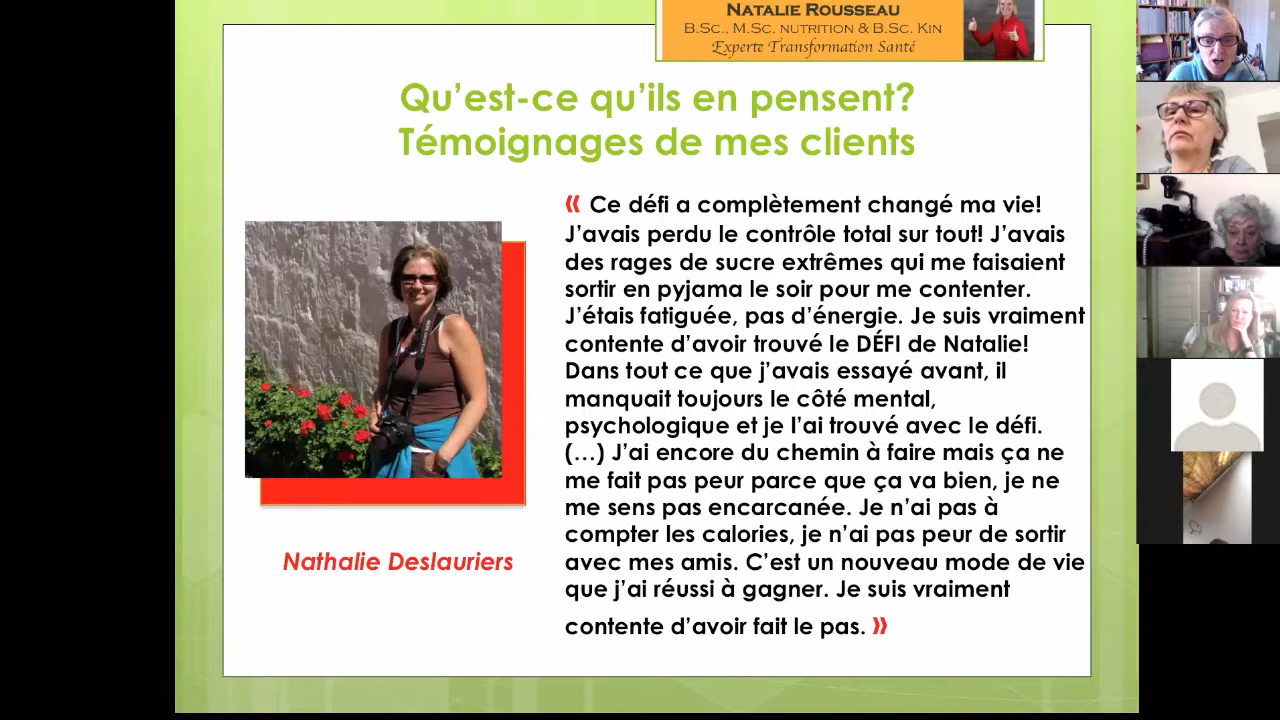 NATALIE ROUSSEAU
B.SC., M.SC. NUTRITION & B.SC. KIN
Experte Transformation Santé
Qu'est-ce qu'ils en pensent?
Témoignages de mes clients
« Ce défi a complètement changé ma vie!
J'avais perdu le contrôle total sur tout! J'avais
des rages de sucre extrêmes qui me faisaient
sortir en pyjama le soir pour me contenter.
J'étais fatiguée, pas d'énergie. Je suis vraiment
contente d'avoir trouvé le DÉFI de Natalie!
Dans tout ce que j'avais essayé avant, il
manquait toujours le côté mental,
psychologique et je l'ai trouvé avec le défi.
(…) J'ai encore du chemin à faire mais ça ne
me fait pas peur parce que ça va bien, je ne
me sens pas encarcanée. Je n'ai pas à
compter les calories, je n'ai pas peur de sortir
avec mes amis. C'est un nouveau mode de vie
que j'ai réussi à gagner. Je suis vraiment
contente d'avoir fait le pas. »
Nathalie Deslauriers